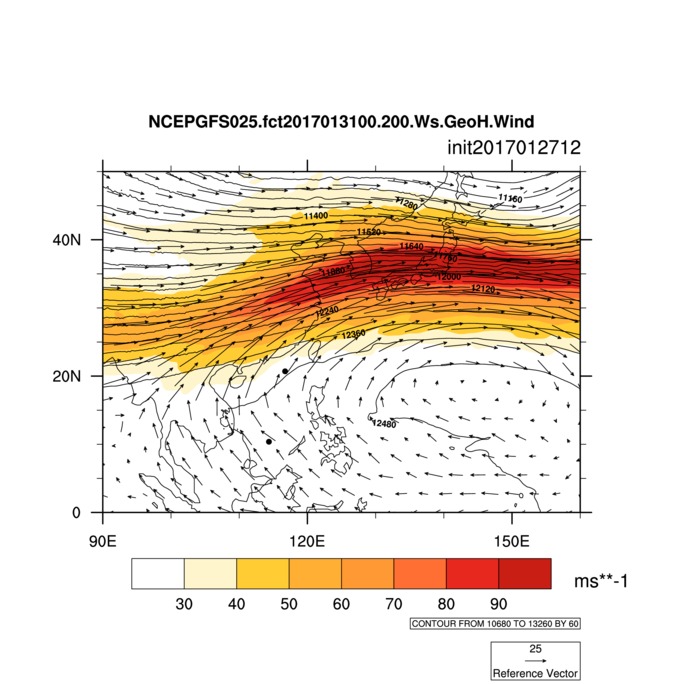 NCEPGFS025.fct2017013100.200.Ws.GeoH.Wind
init2017012712
11160
11280
11400
11520
40N
11640
11760
11880
12000
12120
12240
12360
20N
12480
0
90E 120E 150E
ms**-1
30 40 50 60 70 80 90
CONTOUR FROM 10680 TO 13260 BY 60
25
Reference Vector